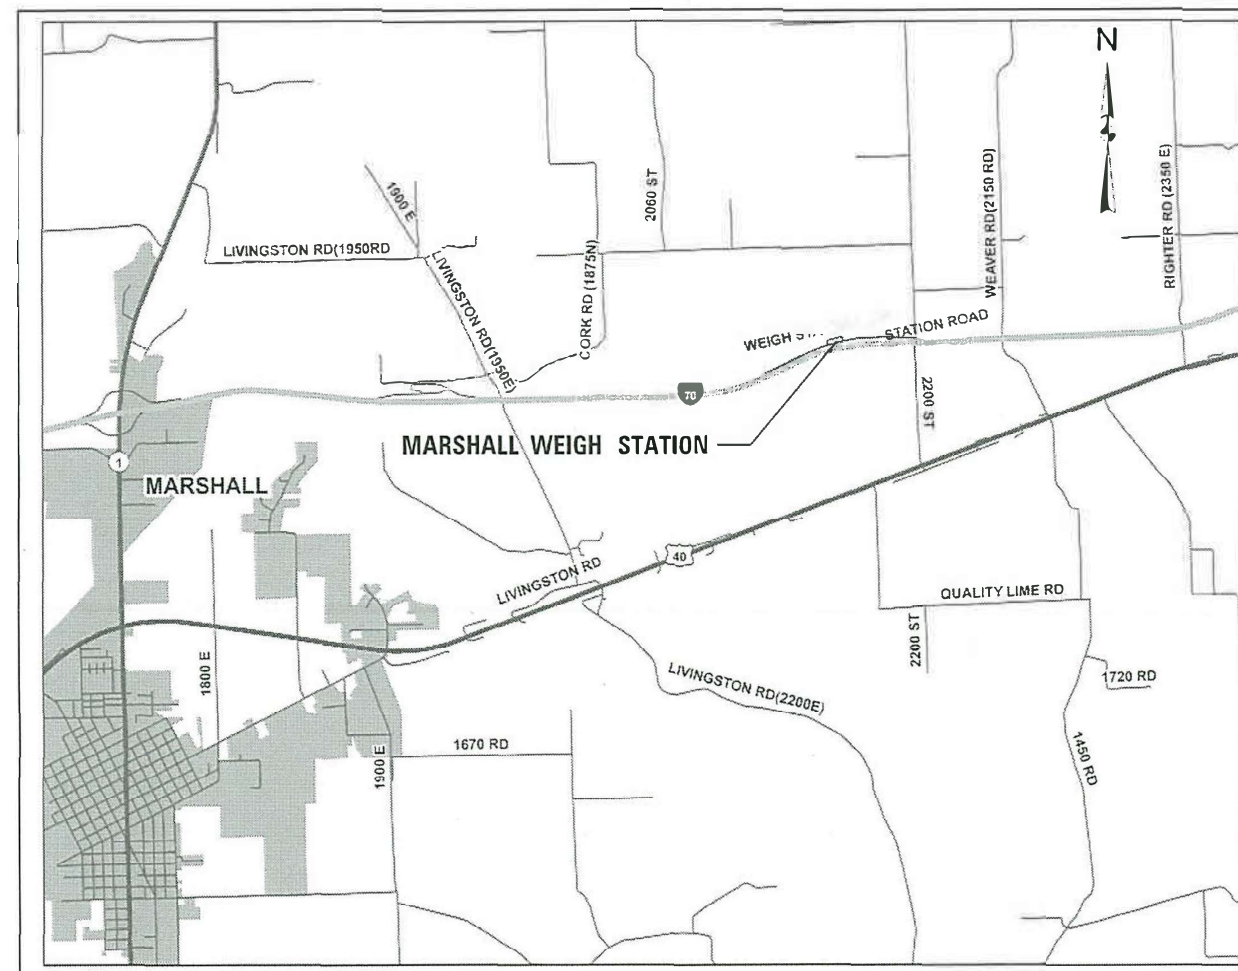 N
1900 E
2060 ST
WEAVER RD(2150 RD)
RIGHTER RD (2350 E)
LIVINGSTON RD(1950RD
LIVINGSTON RD(1950E)
CORK RD (1875N)
WEIGH
STATION ROAD
70
2200 ST
MARSHALL WEIGH STATION
1
MARSHALL
40
LIVINGSTON RD
QUALITY LIME RD
2200 ST
1800 E
LIVINGSTON RD(2200E)
1720 RD
1670 RD
1900 E
1450 RD